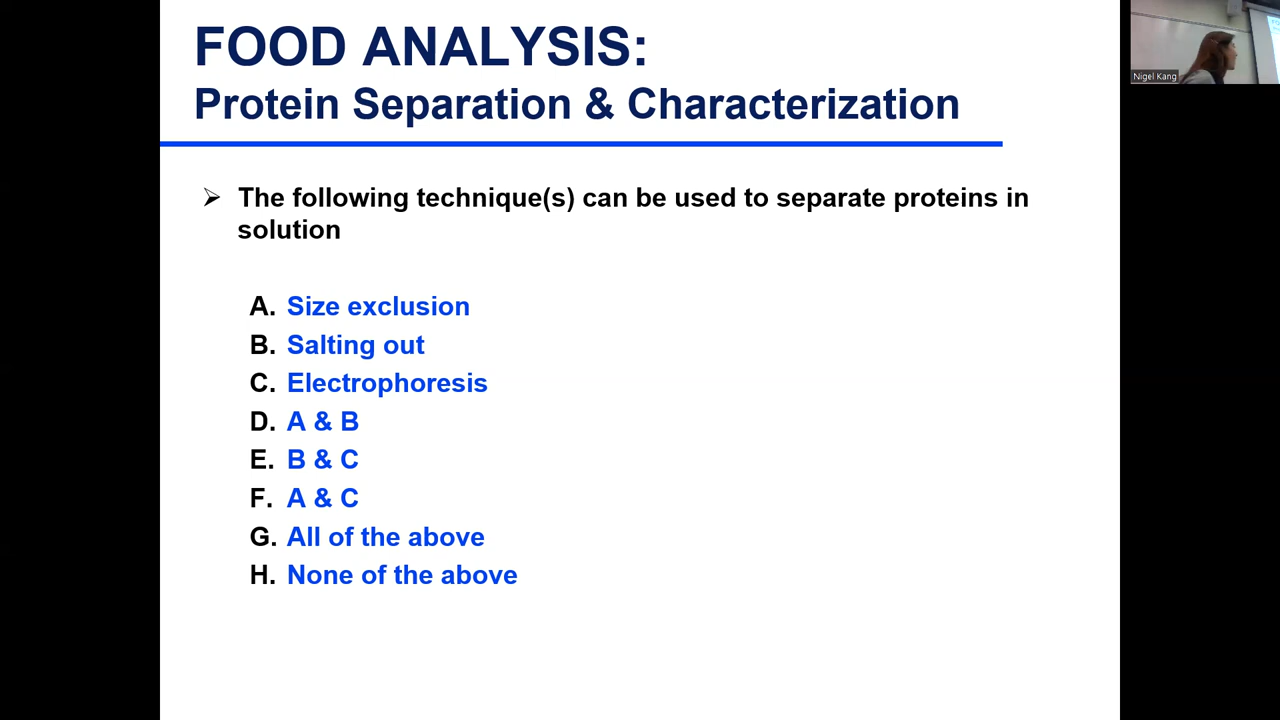 FOOD ANALYSIS:
Protein Separation & Characterization
Nigel Kang
➢ The following technique(s) can be used to separate proteins in
solution
A. Size exclusion
B. Salting out
C. Electrophoresis
D. A & B
E. B & C
F. A & C
G. All of the above
H. None of the above